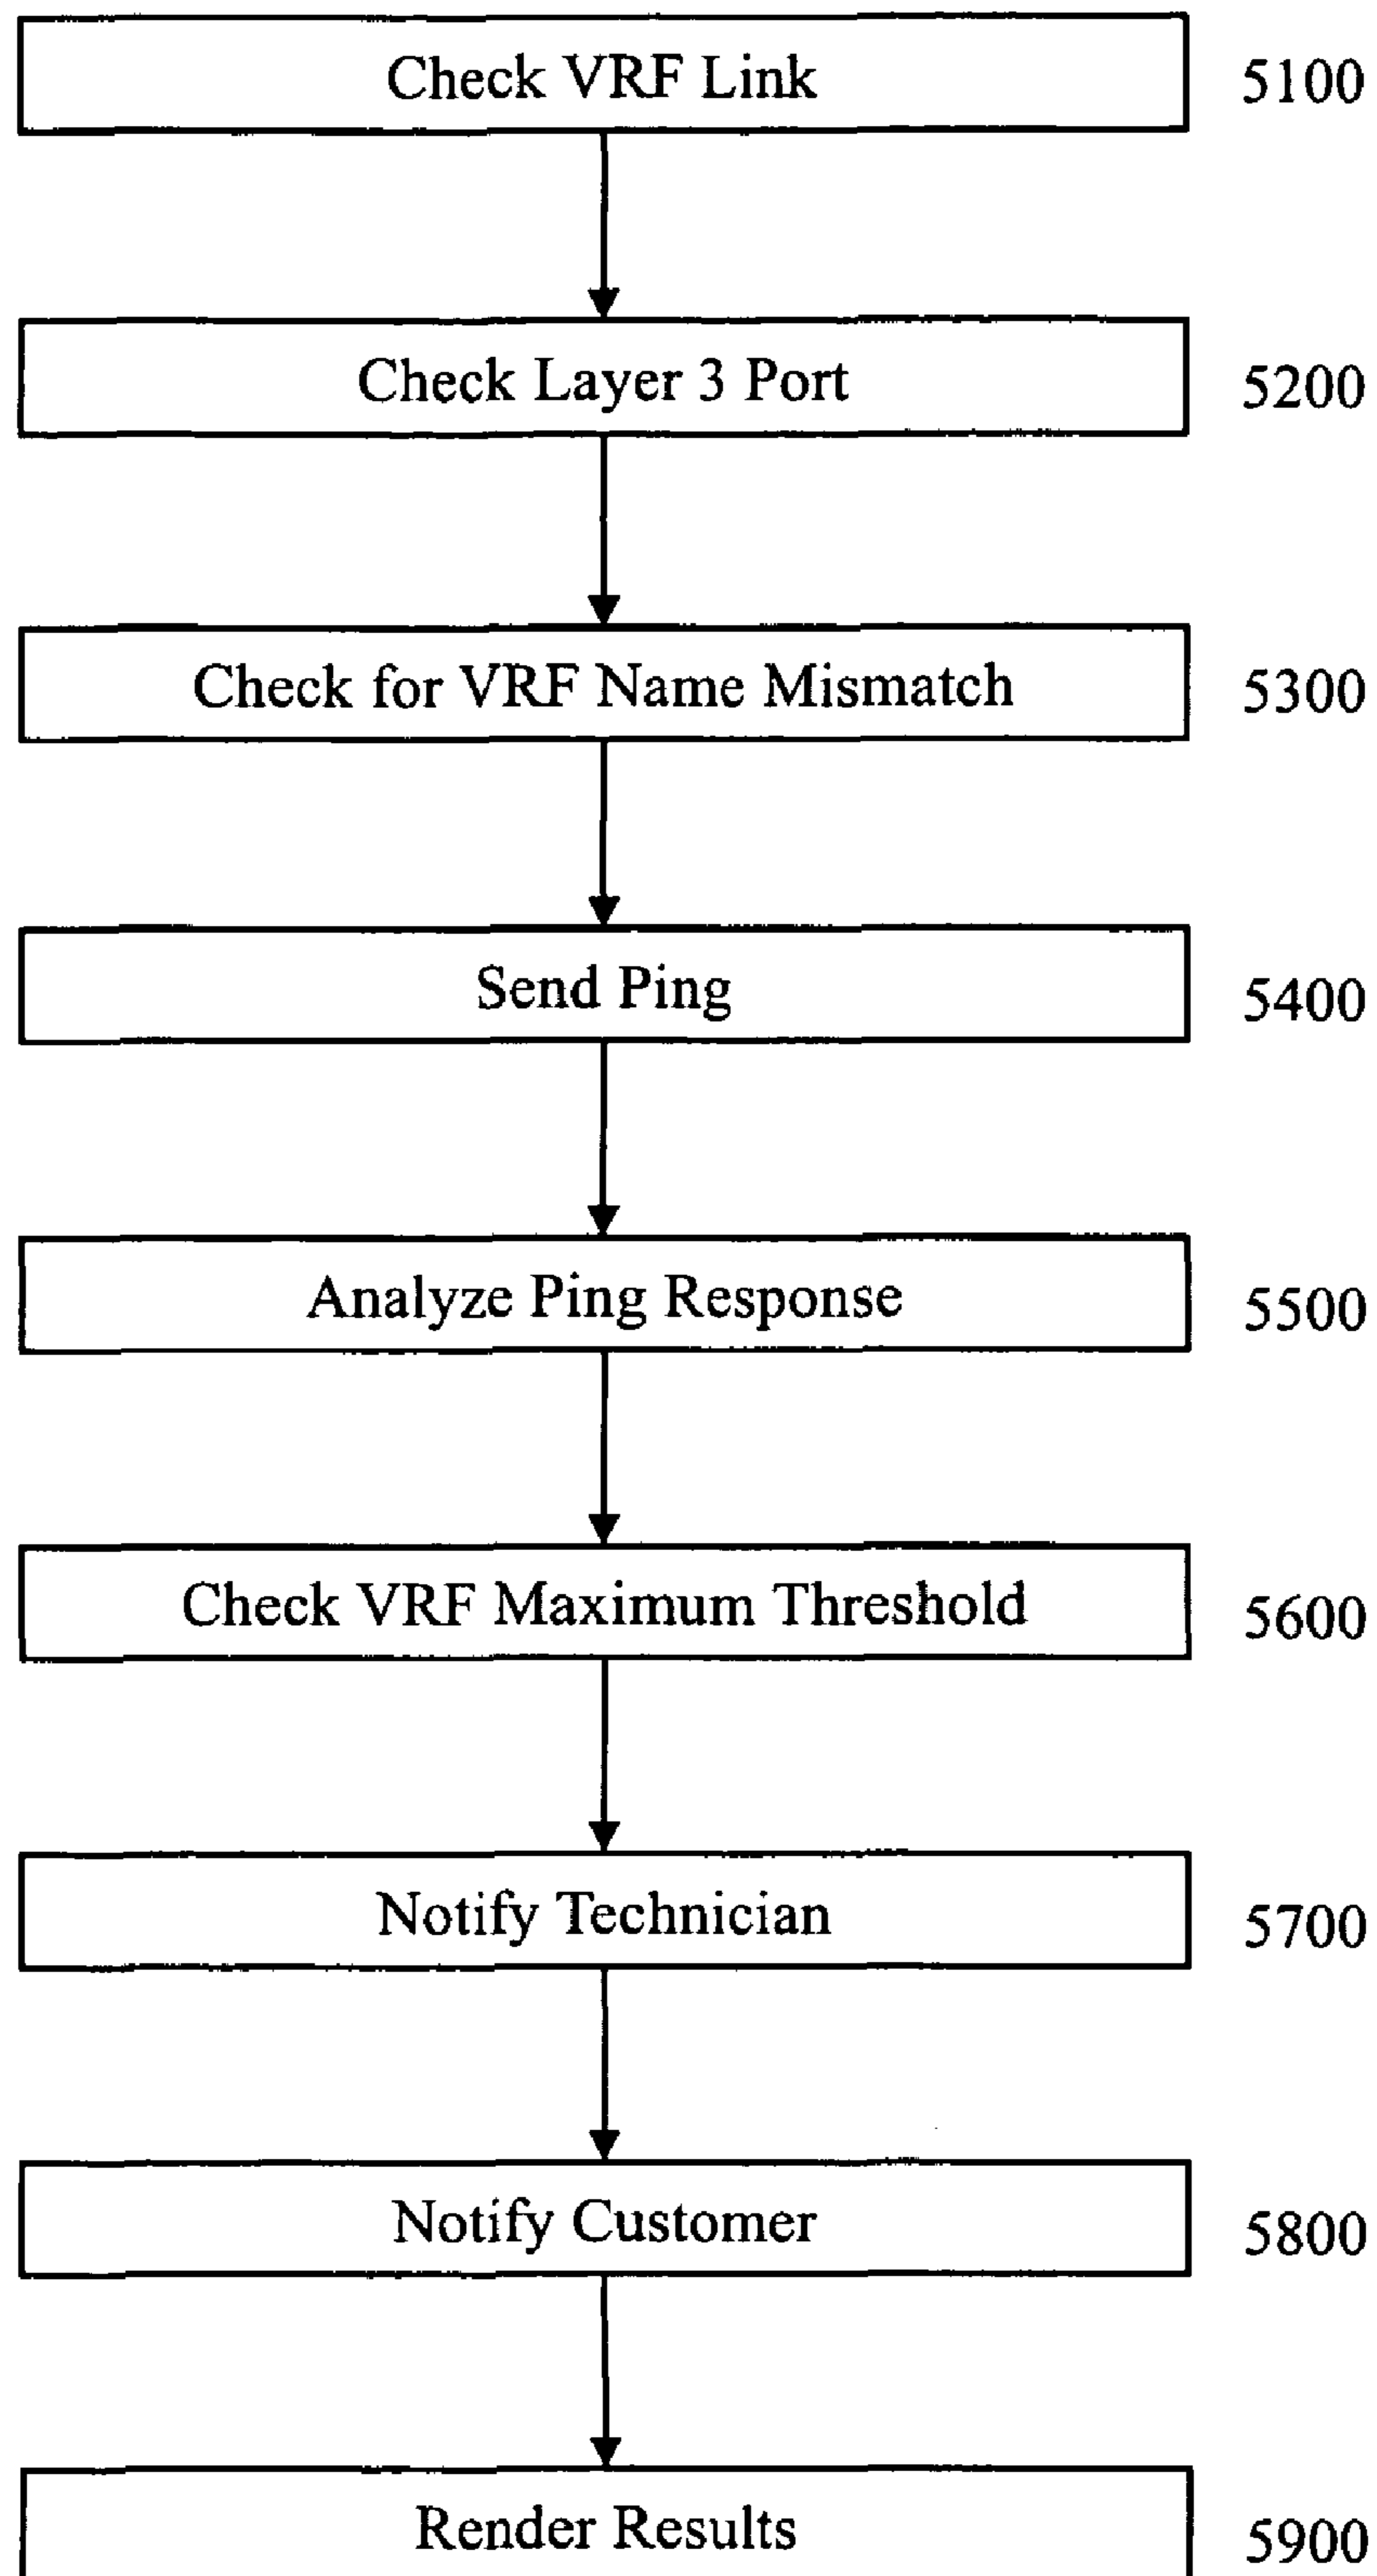 Check VRF Link 5100
Check Layer 3 Port 5200
Check for VRF Name Mismatch 5300
Send Ping 5400
Analyze Ping Response 5500
Check VRF Maximum Threshold 5600
Notify Technician 5700
Notify Customer 5800
Render Results 5900